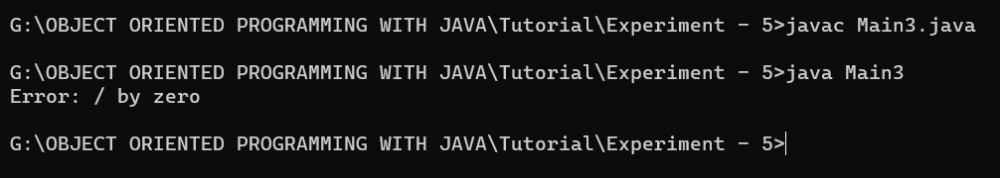 G:\OBJECT ORIENTED PROGRAMMING WITH JAVA\Tutorial\Experiment - 5>javac Main3.java
G:\OBJECT ORIENTED PROGRAMMING WITH JAVA\Tutorial\Experiment - 5>java Main3
Error: / by zero
G:\OBJECT ORIENTED PROGRAMMING WITH JAVA\Tutorial\Experiment - 5>